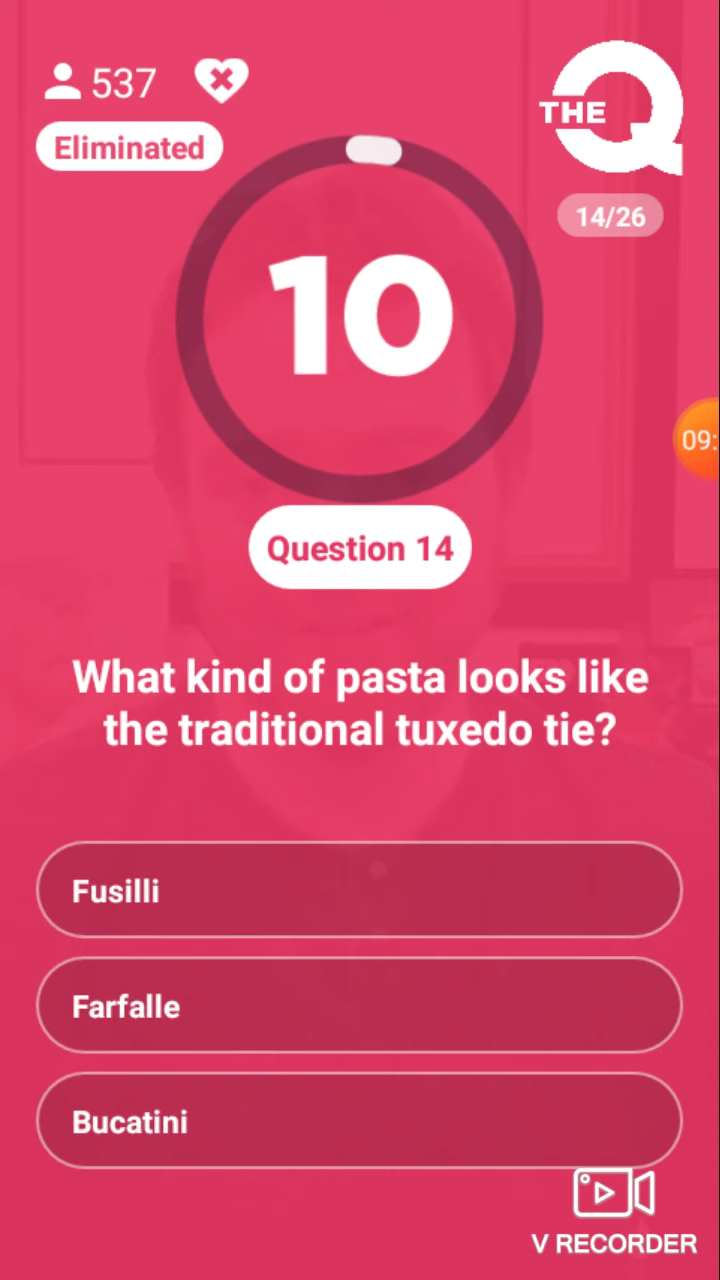 537
THE Q
Eliminated
14/26
10
09:
Question 14
What kind of pasta looks like
the traditional tuxedo tie?
Fusilli
Farfalle
Bucatini
V RECORDER